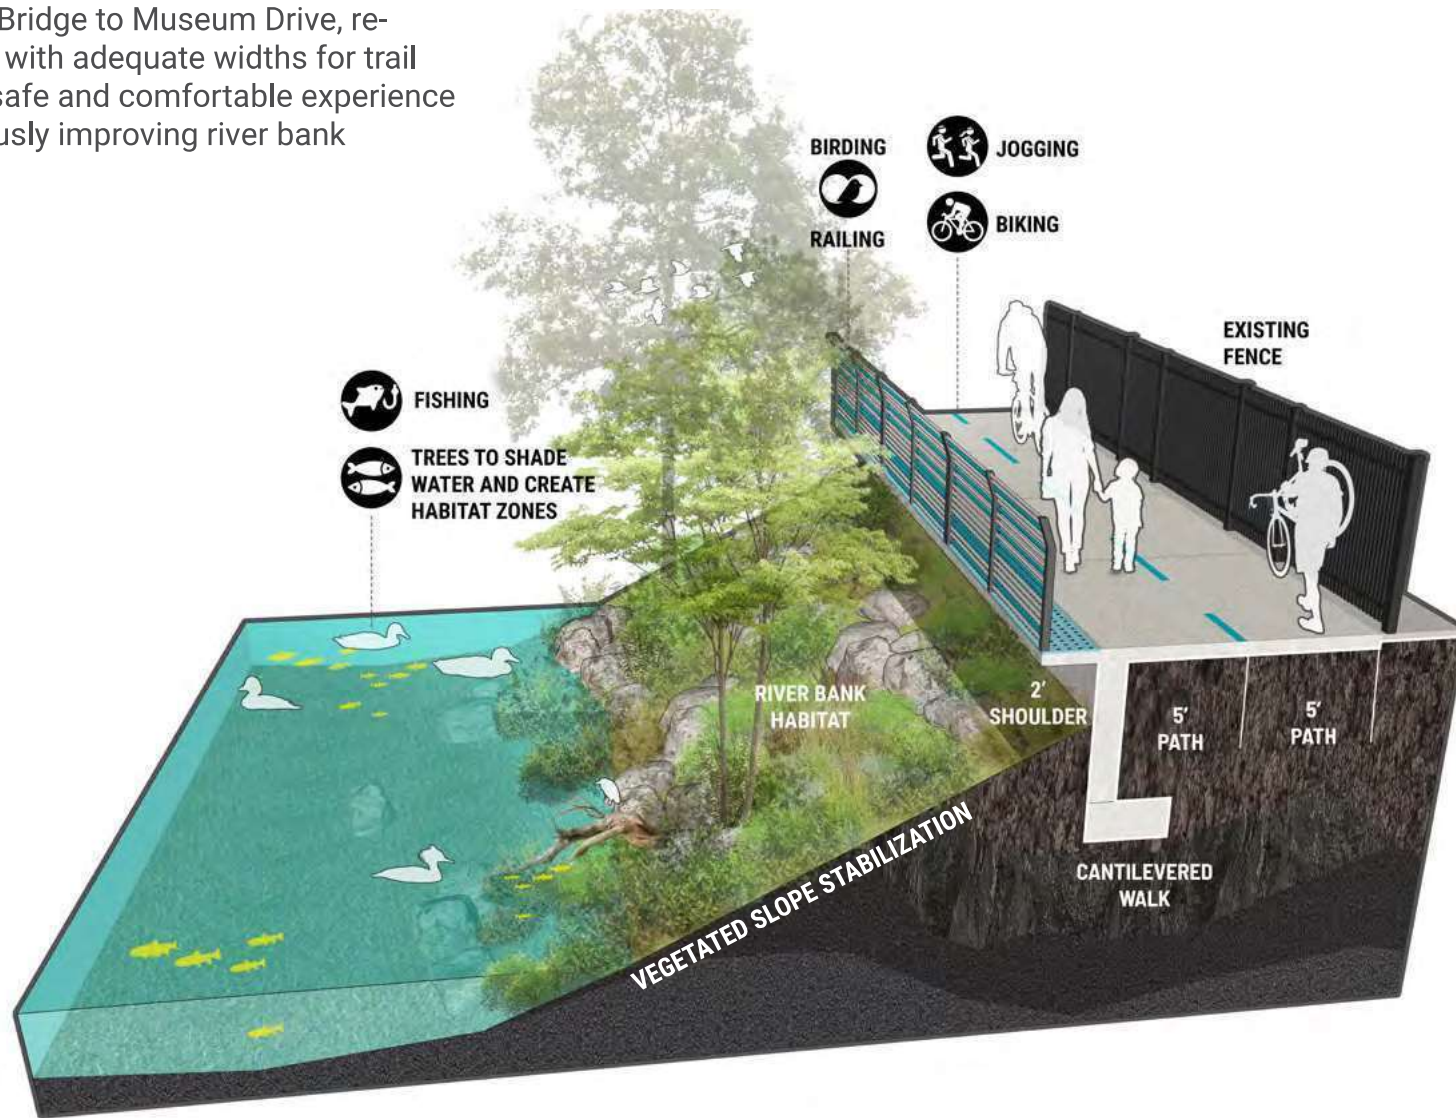 Bridge to Museum Drive, re-
with adequate widths for trail
safe and comfortable experience
usly improving river bank
BIRDING
RAILING
JOGGING
BIKING
EXISTING
FENCE
FISHING
TREES TO SHADE
WATER AND CREATE
HABITAT ZONES
RIVER BANK
HABITAT
2'
SHOULDER
5'
PATH
5'
PATH
VEGETATED SLOPE STABILIZATION
CANTILEVERED
WALK